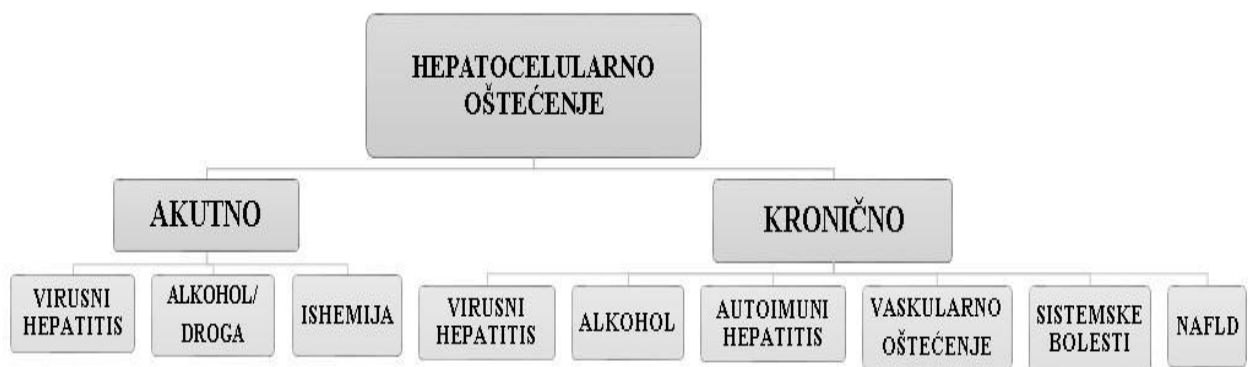 HEPATOCELULARNO
OŠTEĆENJE
AKUTNO
KRONIČNO
VIRUSNI
HEPATITIS
ALKOHOL/
DROGA
ISHEMIJA
VIRUSNI
HEPATITIS
ALKOHOL
AUTOIMUNI
HEPATITIS
VASKULARNO
OŠTEĆENJE
SISTEMSKE
BOLESTI
NAFLD